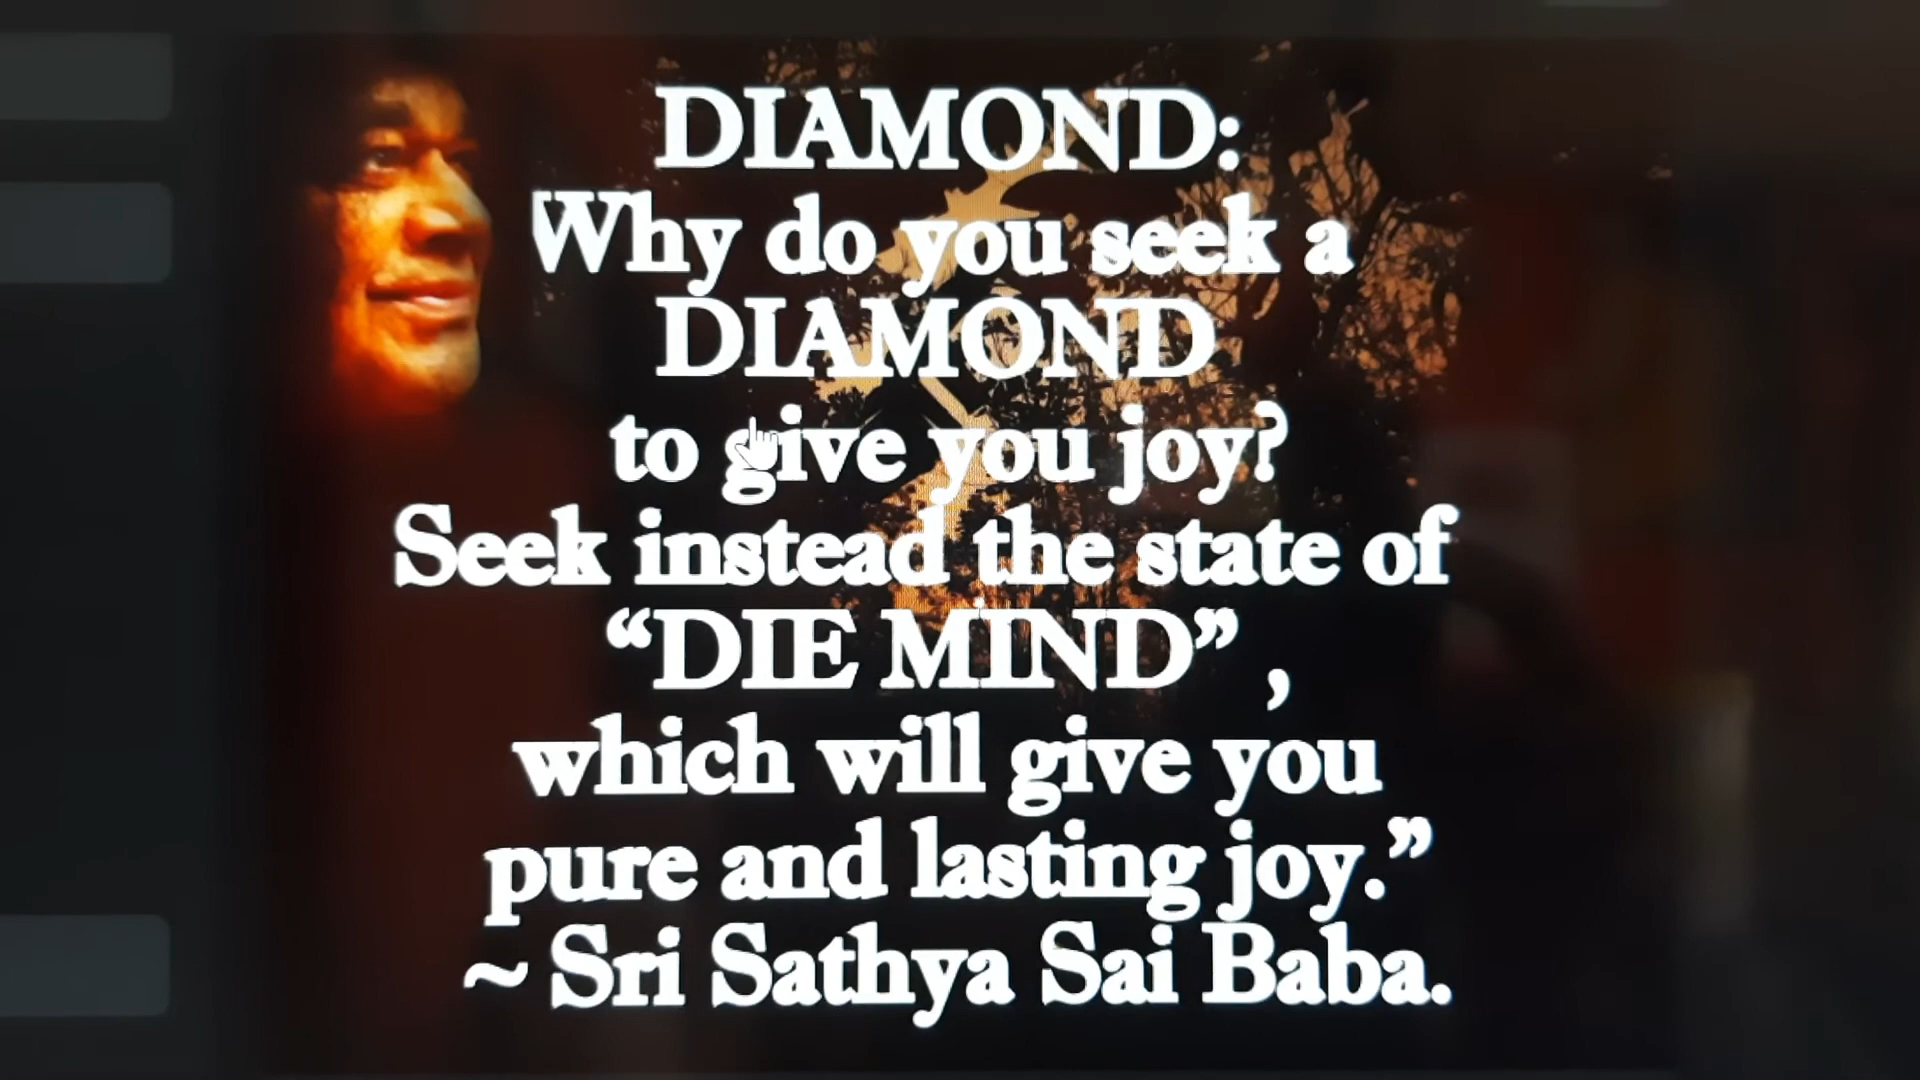 DIAMOND:
Why do you seek a
DIAMOND
to give you joy?
Seek instead the state of
“DIE MIND” ,
which will give you
pure and lasting joy.”
~ Sri Sathya Sai Baba.